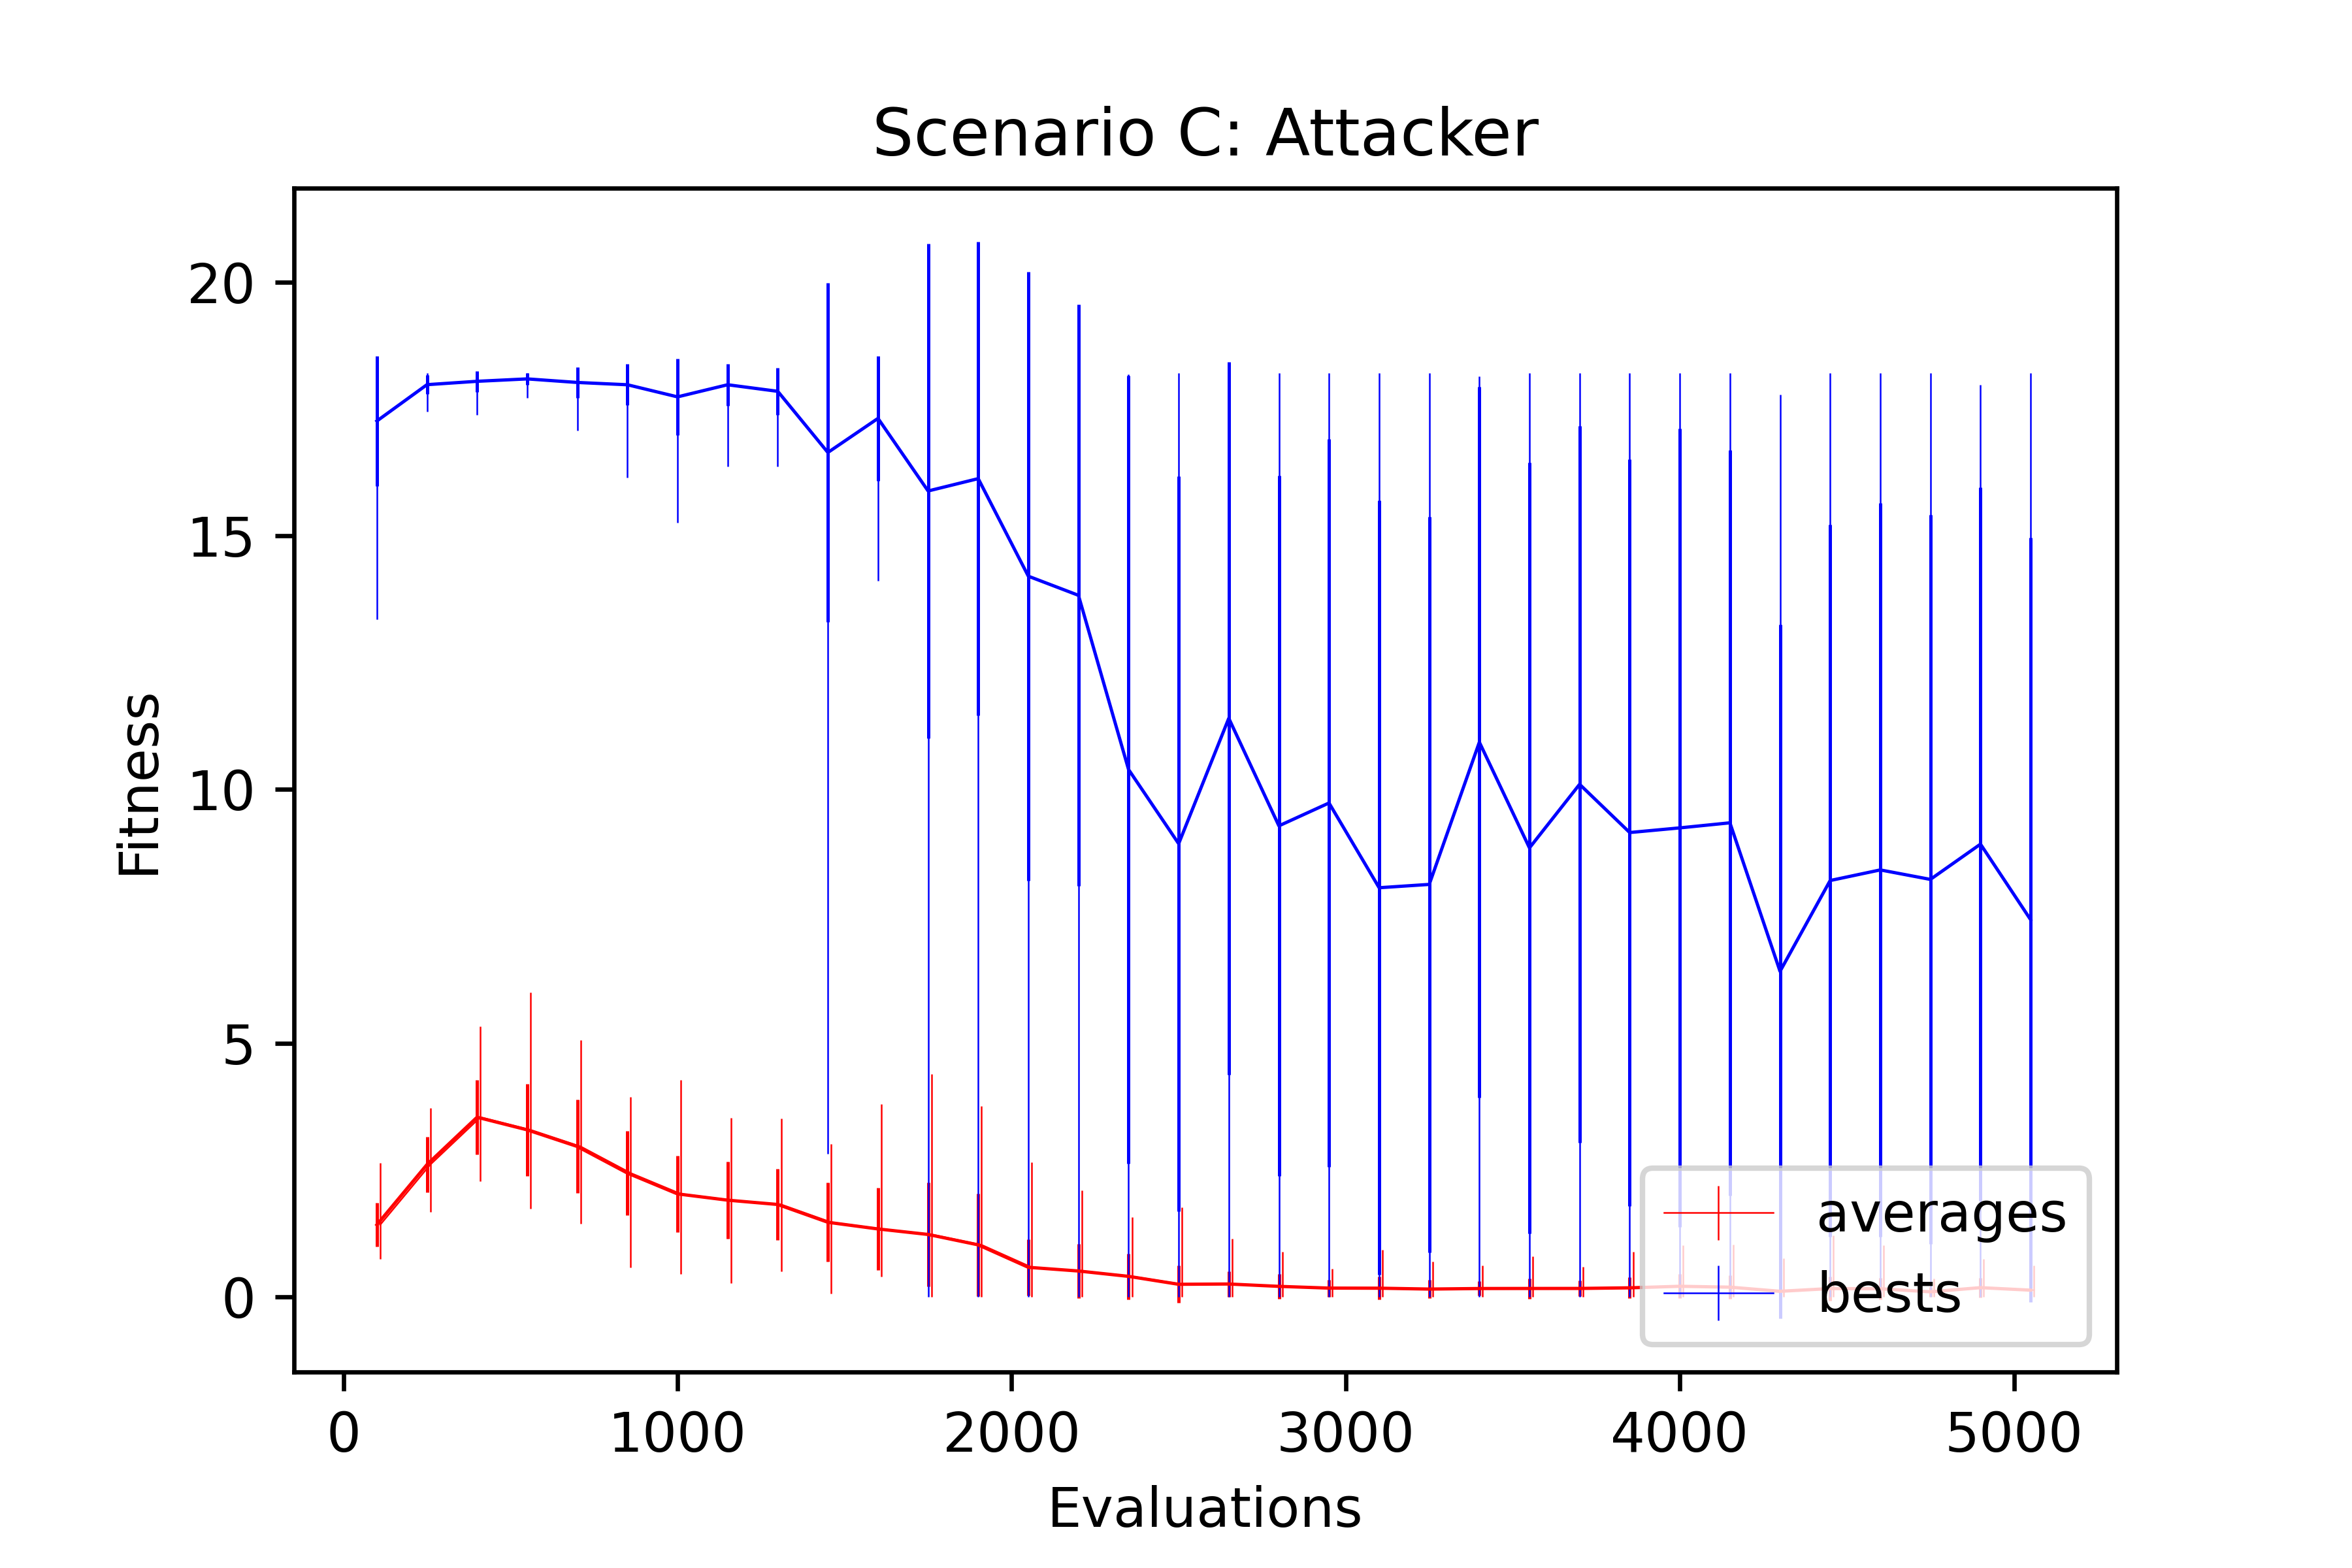 Scenario C: Attacker
Fitness
20
15
10
5
0
averages
bests
0 1000 2000 3000 4000 5000
Evaluations